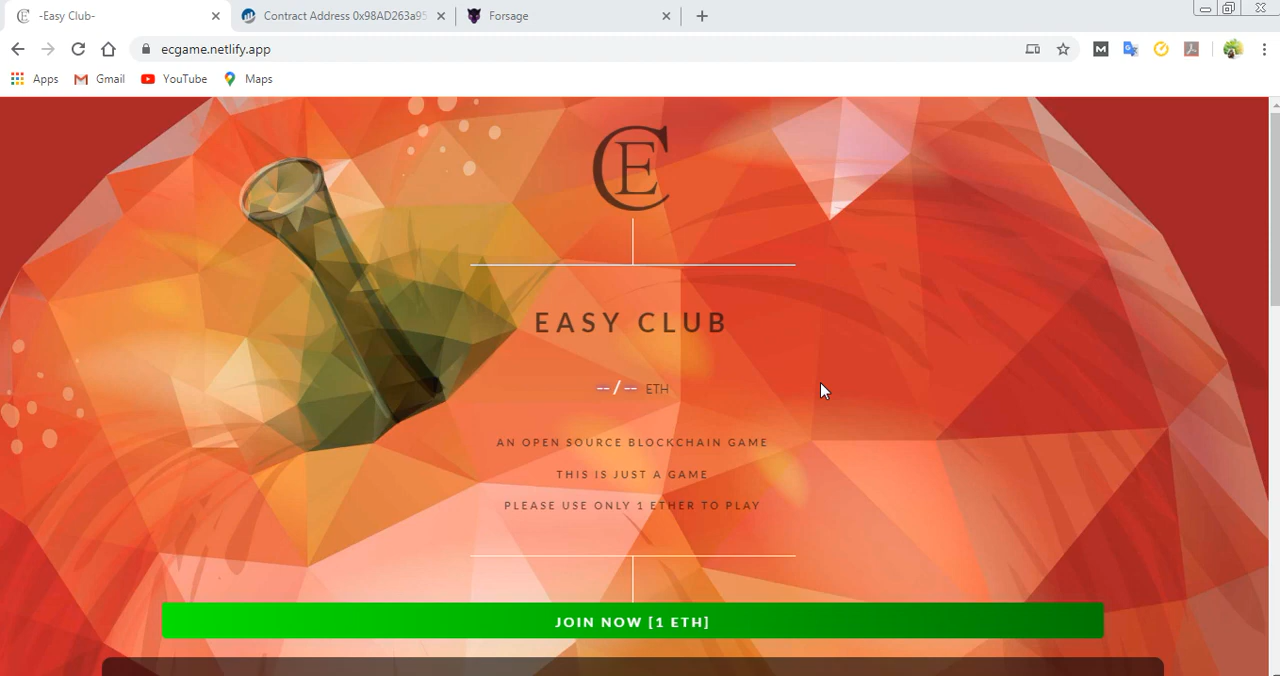 -Easy Club-
Contract Address 0x98AD263a95
Forsage
ecgame.netlify.app
Apps
Gmail
YouTube
Maps
CE
EASY CLUB
-- / -- ETH
AN OPEN SOURCE BLOCKCHAIN GAME
THIS IS JUST A GAME
PLEASE USE ONLY 1 ETHER TO PLAY
JOIN NOW [1 ETH]